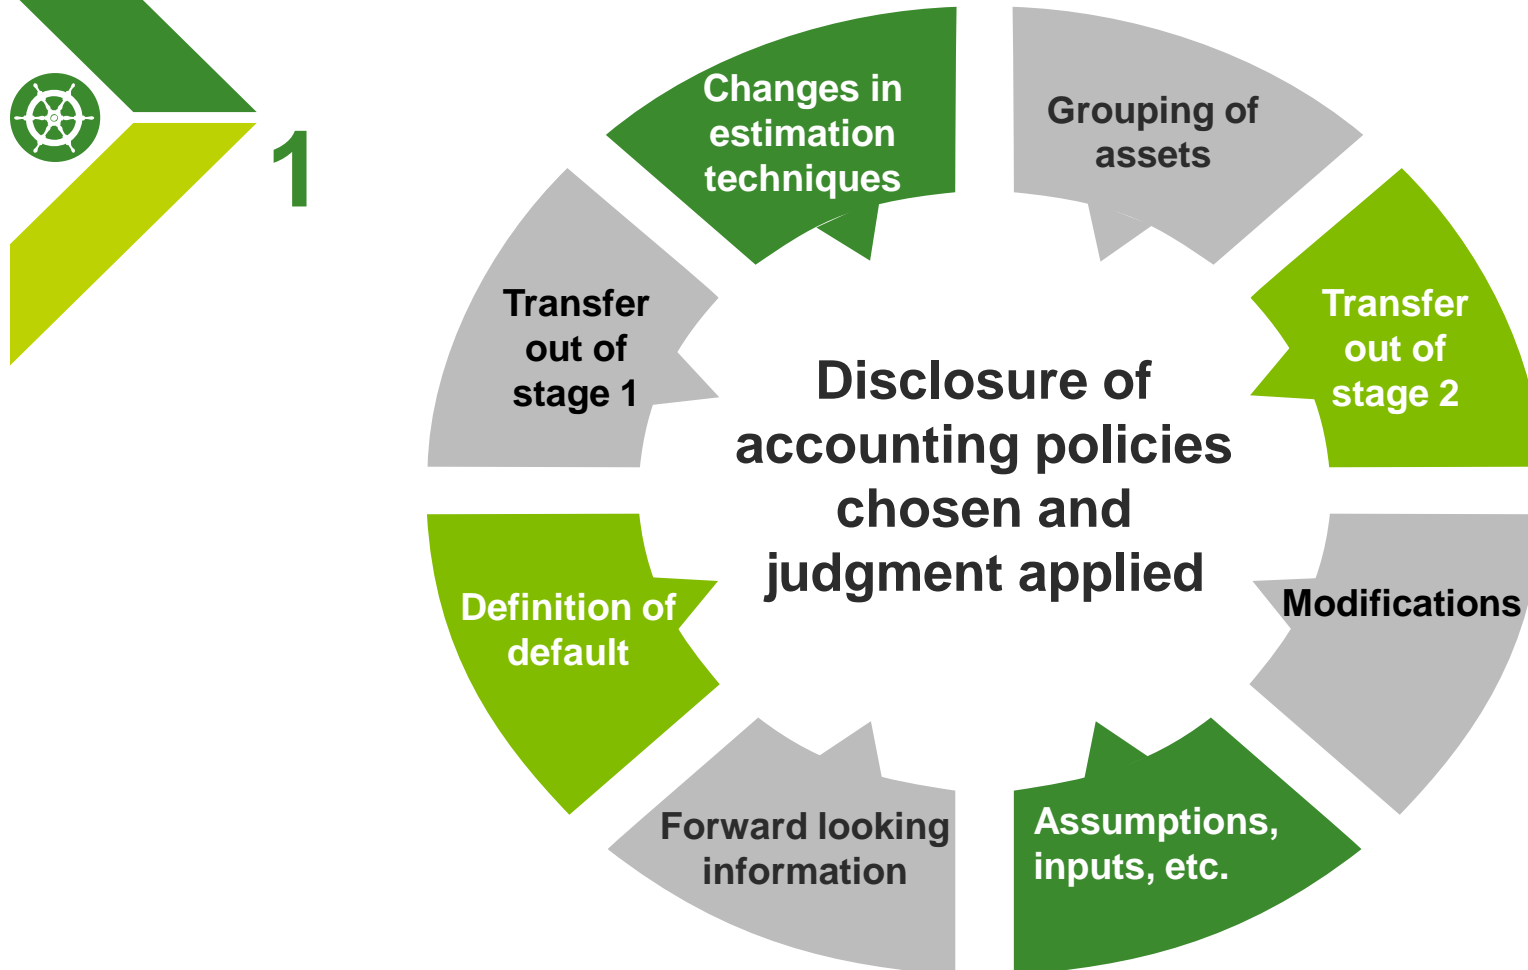 1
Changes in
estimation
techniques
Grouping of
assets
Transfer
out of
stage 1
Transfer
out of
stage 2
Disclosure of
accounting policies
chosen and
judgment applied
Definition of
default
Modifications
Forward looking
information
Assumptions,
inputs, etc.